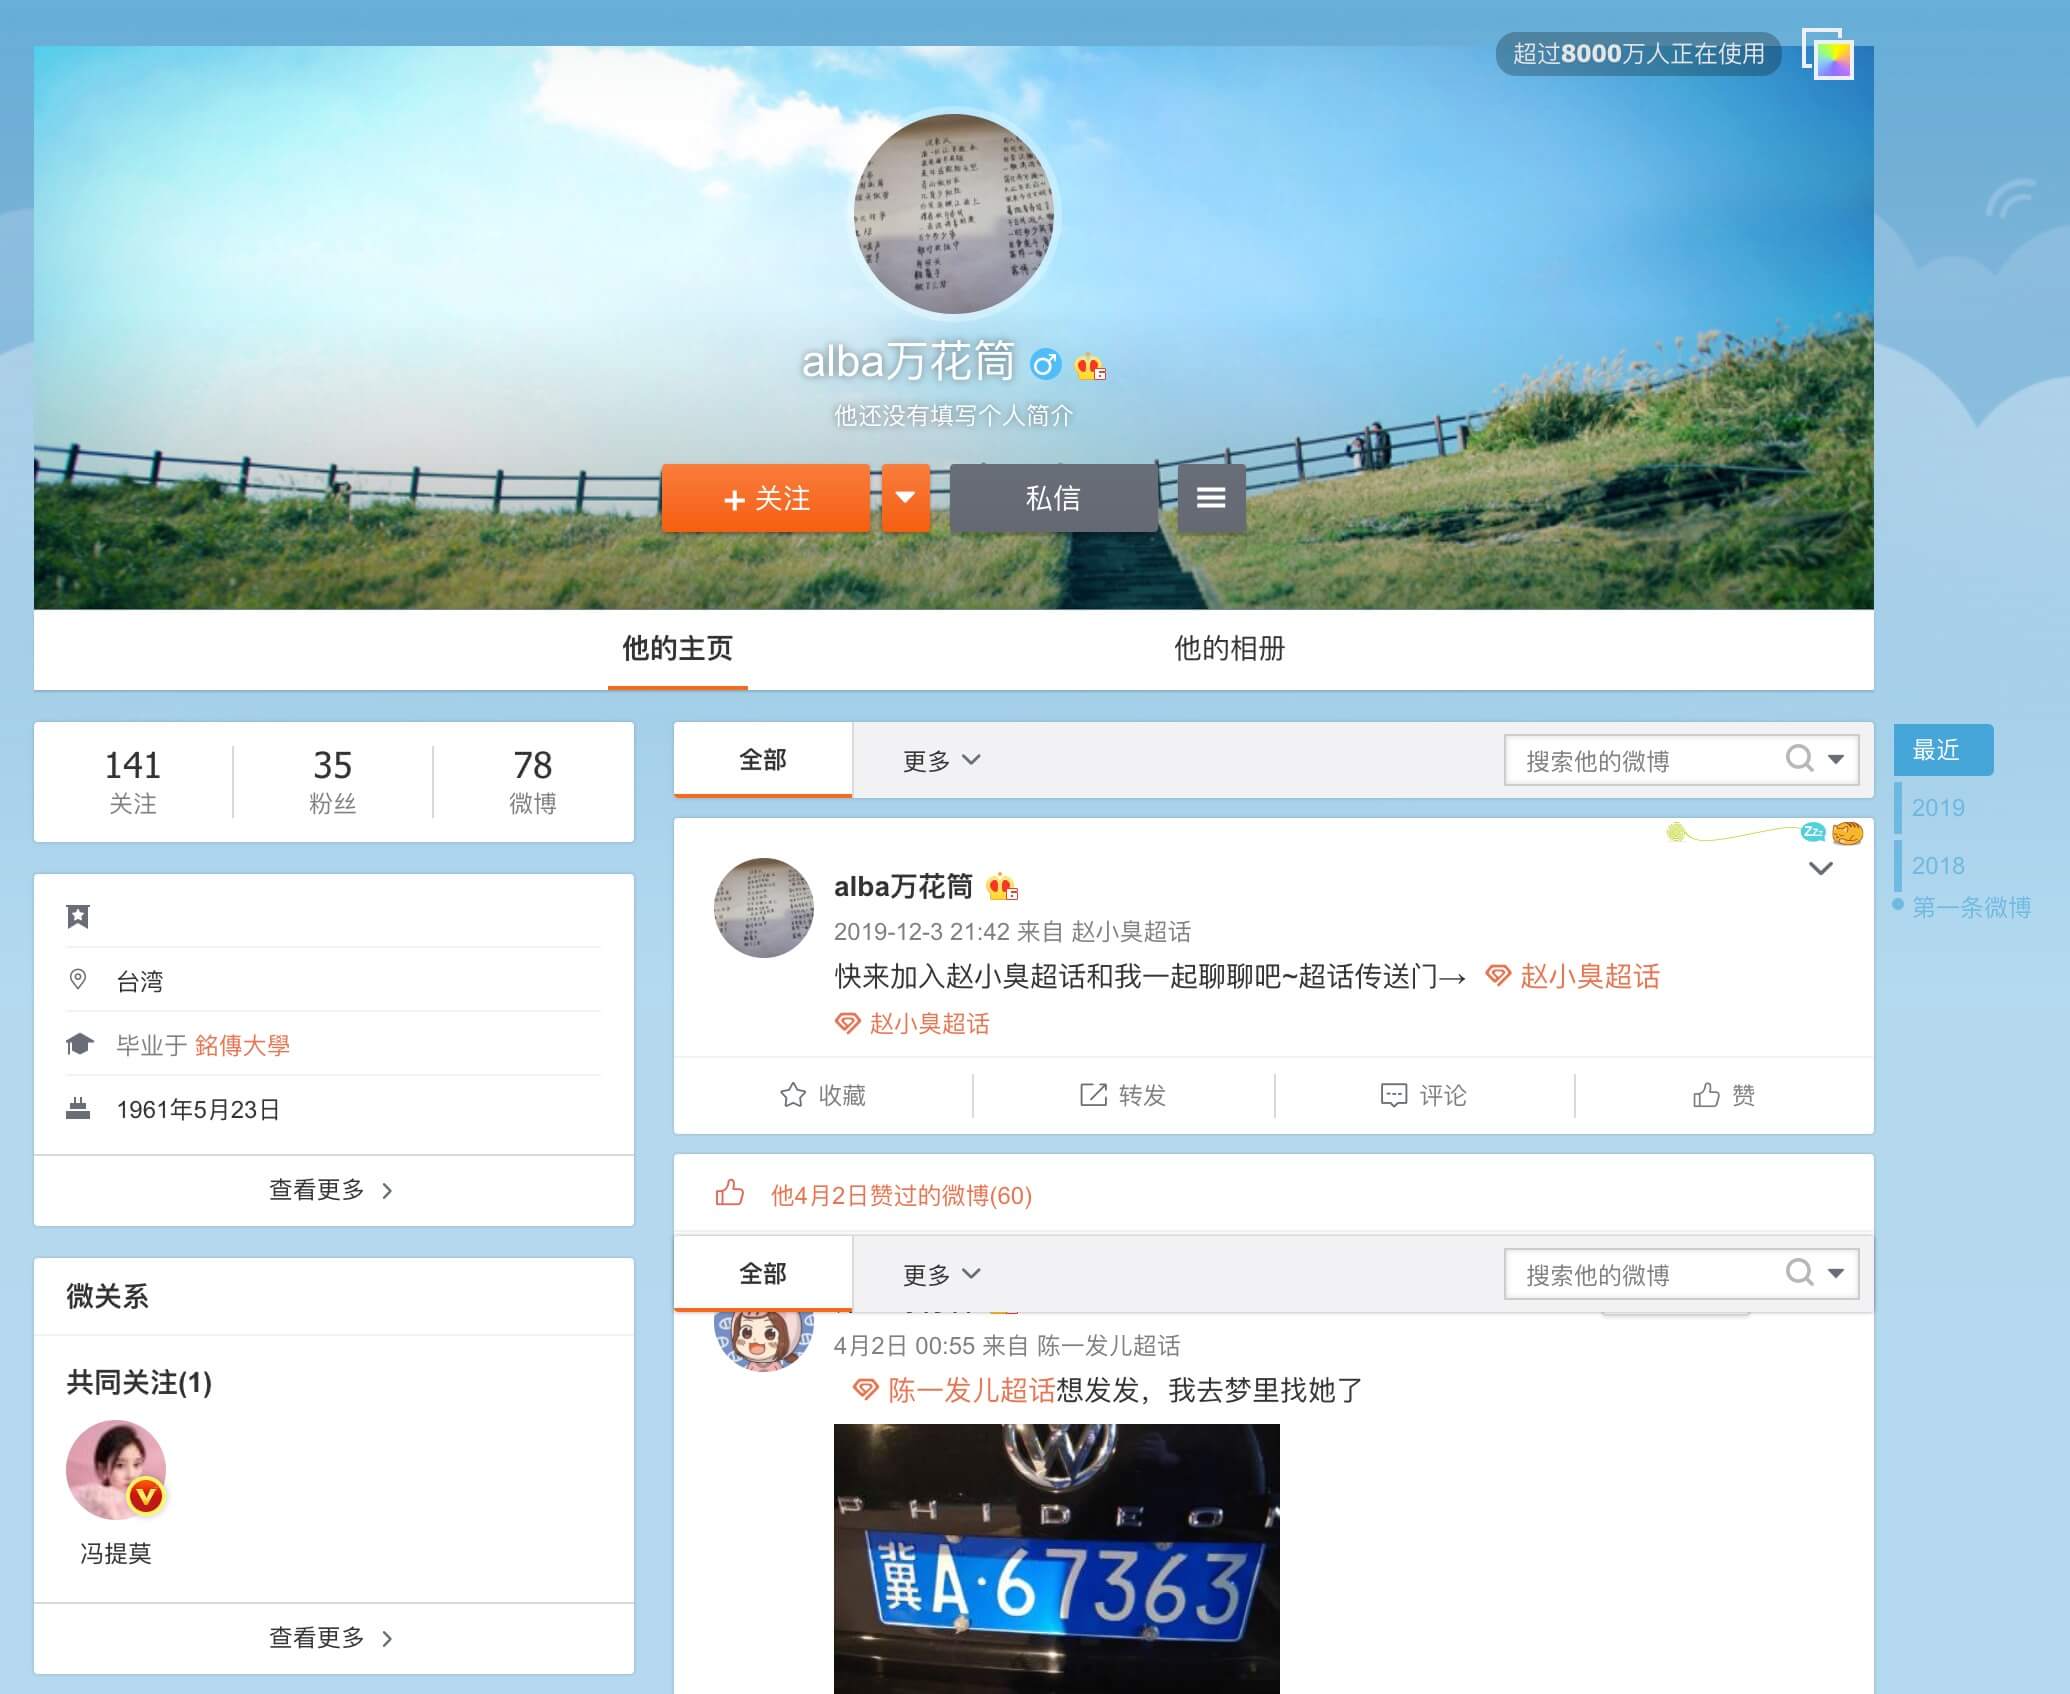 超过8000万人正在使用
alba万花筒
他还没有填写个人简介
+ 关注
私信
他的主页
他的相册
141
关注
35
粉丝
78
微博
台湾
毕业于 銘傳大學
1961年5月23日
查看更多
微关系
共同关注(1)
冯提莫
查看更多
全部
更多
搜索他的微博
Zzz
alba万花筒
2019-12-3 21:42 来自 赵小臭超话
快来加入赵小臭超话和我一起聊聊吧~超话传送门→ 赵小臭超话
赵小臭超话
收藏
转发
评论
赞
他4月2日赞过的微博(60)
全部
更多
搜索他的微博
4月2日 00:55 来自 陈一发儿超话
陈一发儿超话想发发，我去梦里找她了
PHIDEO
冀A·67363
最近
2019
2018
第一条微博